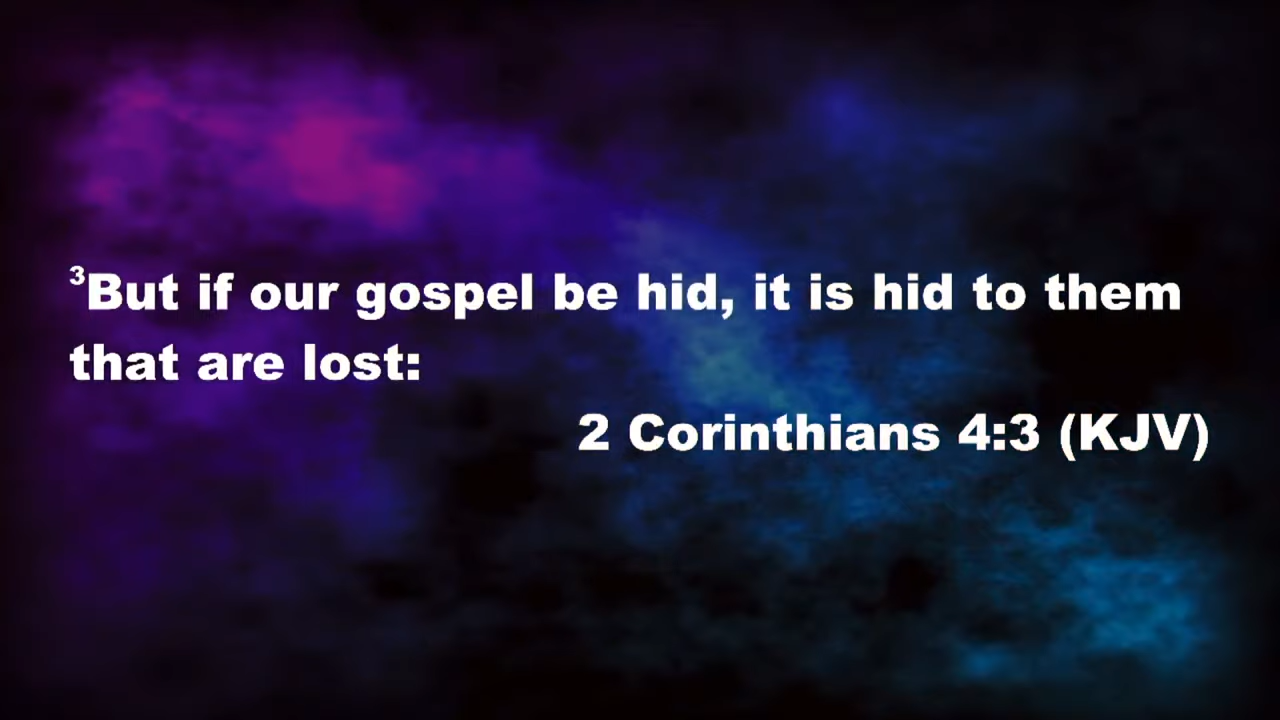 ³But if our gospel be hid, it is hid to them
that are lost:
2 Corinthians 4:3 (KJV)